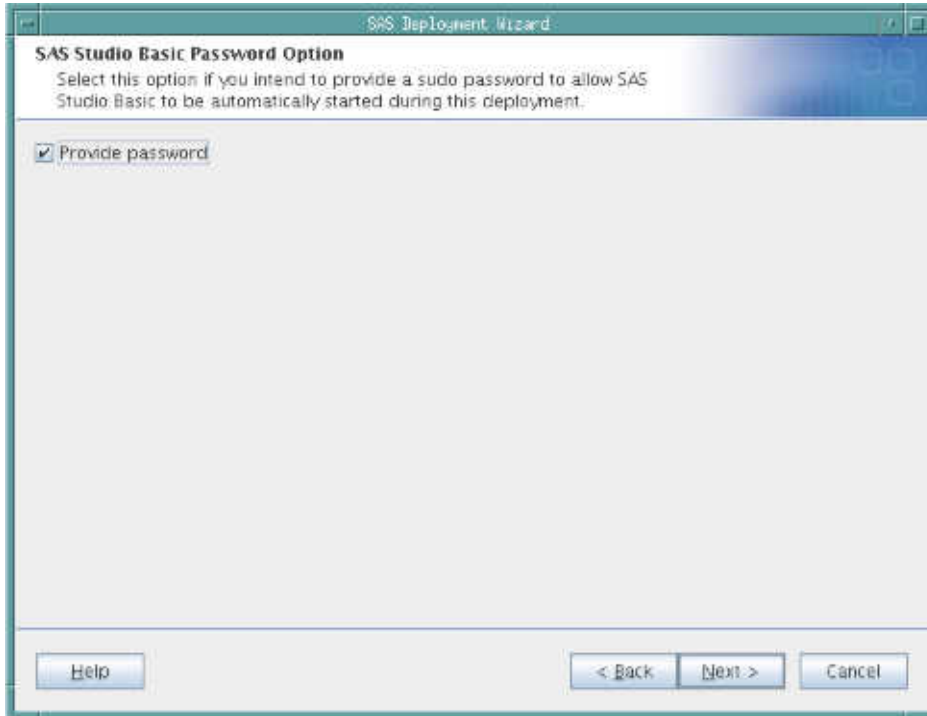 SAS Deployment Wizard
SAS Studio Basic Password Option
Select this option if you intend to provide a sudo password to allow SAS
Studio Basic to be automatically started during this deployment.
Provide password
Help
< Back
Next >
Cancel